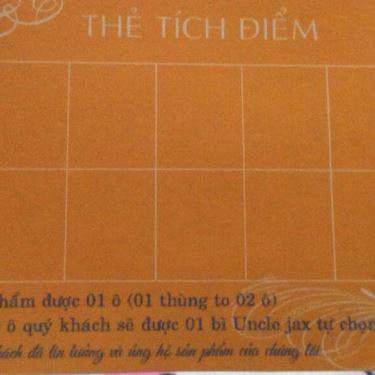 THẺ TÍCH ĐIỂM
hẩm được 01 ô (01 thùng to 02 ô)
ô quý khách sẽ được 01 bì Uncle jax tự chọn
hách đã tin tưởng và ủng hộ sản phẩm của chúng tôi...